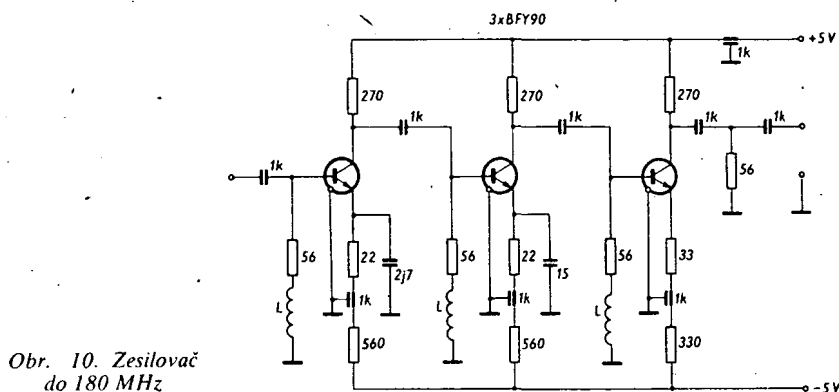 3xBFY90
+5V
1k
270
270
270
1k
1k
1k
1k
1k
56
56
22
2j7
56
22
15
56
33
L
1k
L
1k
L
1k
560
560
330
-5V
Obr. 10. Zesilovač
do 180 MHz